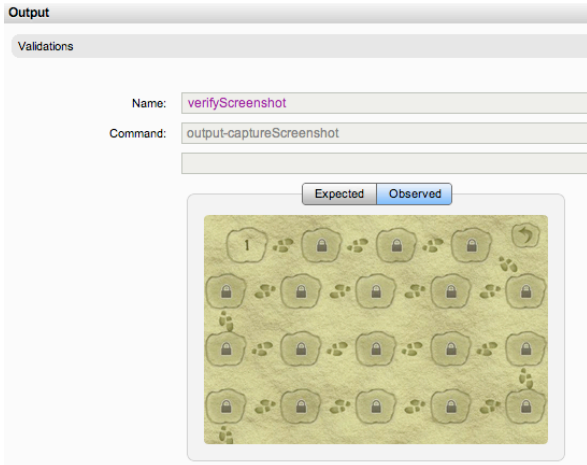 Output
Validations
Name: verifyScreenshot
Command: output-captureScreenshot
Expected Observed
1